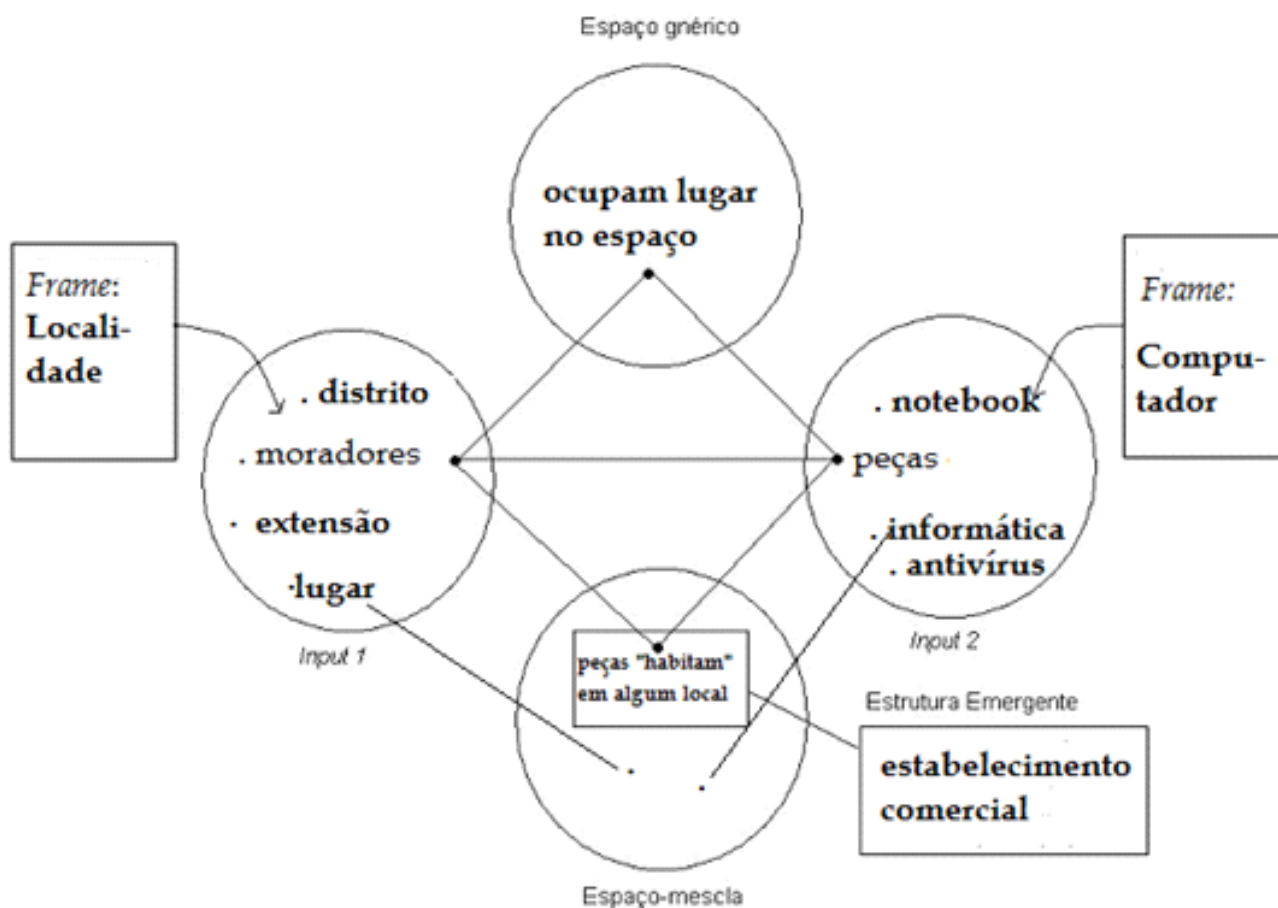 Espaço gnérico
ocupam lugar
no espaço
Frame:
Locali-
dade
Frame:
Compu-
tador
. distrito
. moradores
. extensão
.lugar
Input 1
. notebook
peças
. informática
. antivírus
Input 2
peças "habitam"
em algum local
Estrutura Emergente
estabelecimento
comercial
Espaço-mescla